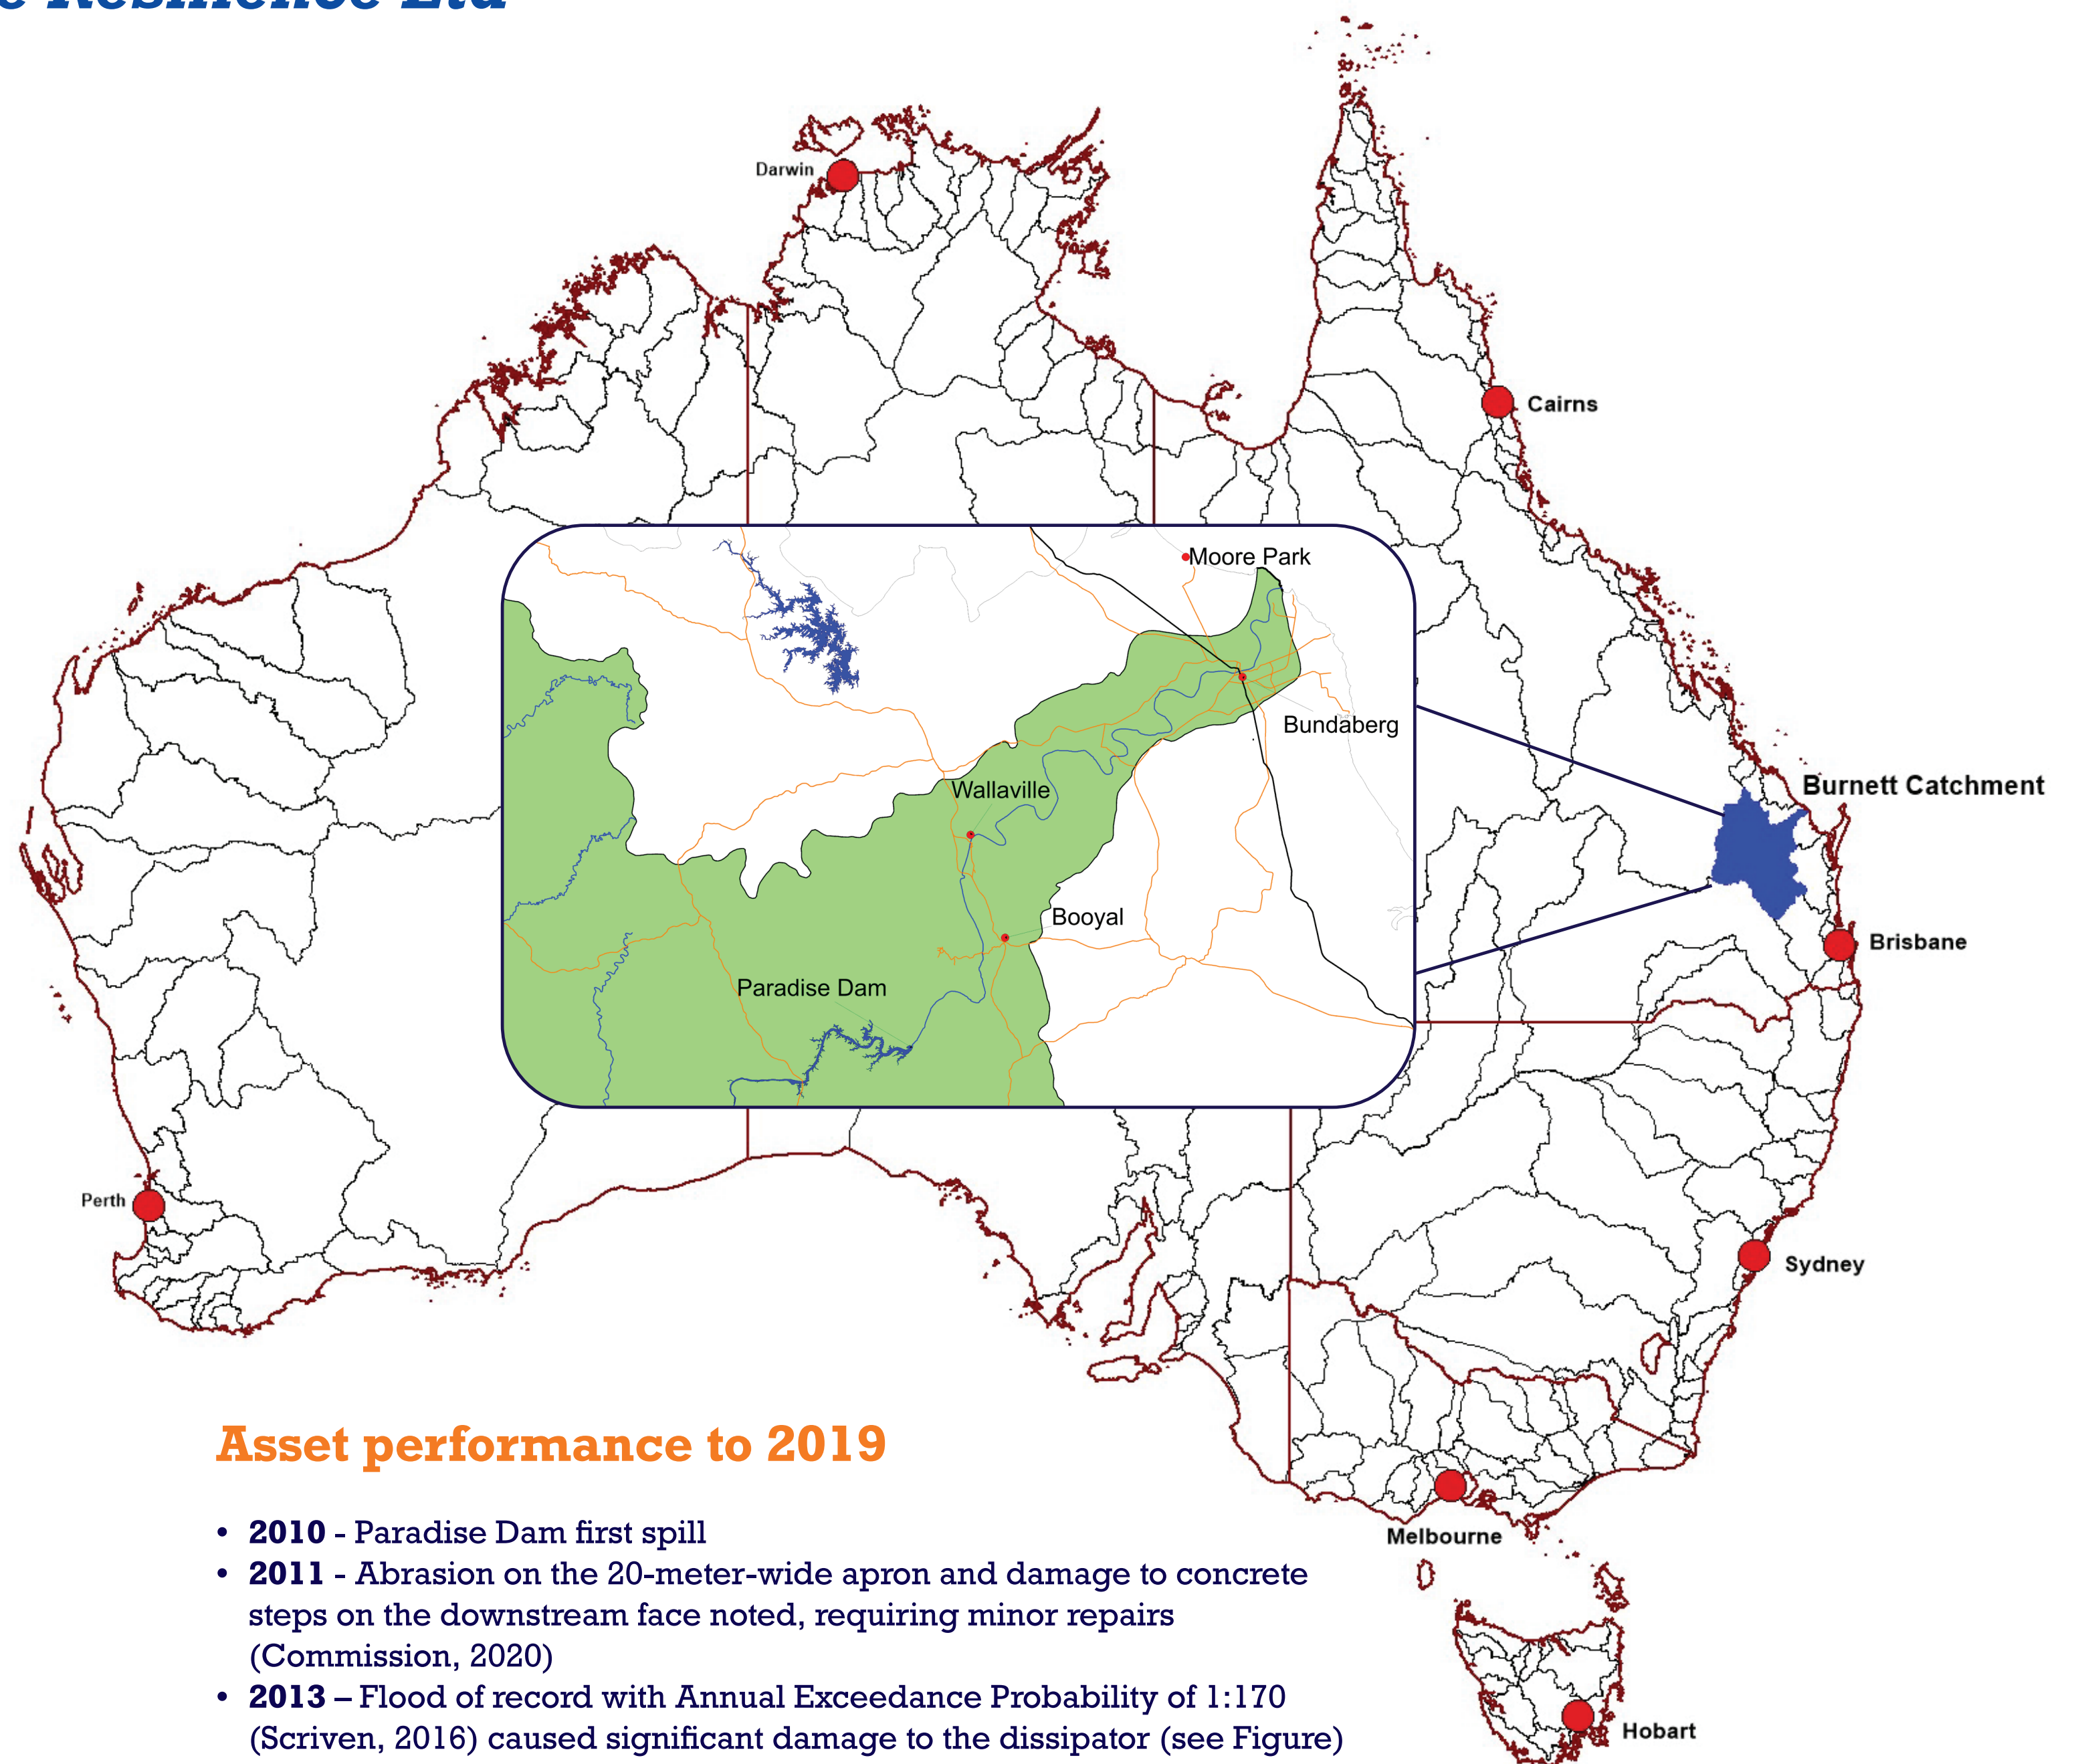 e Resilience Ltd
Darwin
Cairns
Moore Park
Bundaberg
Burnett Catchment
Wallaville
Booyal
Brisbane
Paradise Dam
Perth
Sydney
Asset performance to 2019
• 2010 - Paradise Dam first spill
Melbourne
• 2011 - Abrasion on the 20-meter-wide apron and damage to concrete
steps on the downstream face noted, requiring minor repairs
(Commission, 2020)
• 2013 – Flood of record with Annual Exceedance Probability of 1:170
(Scriven, 2016) caused significant damage to the dissipator (see Figure)
Hobart